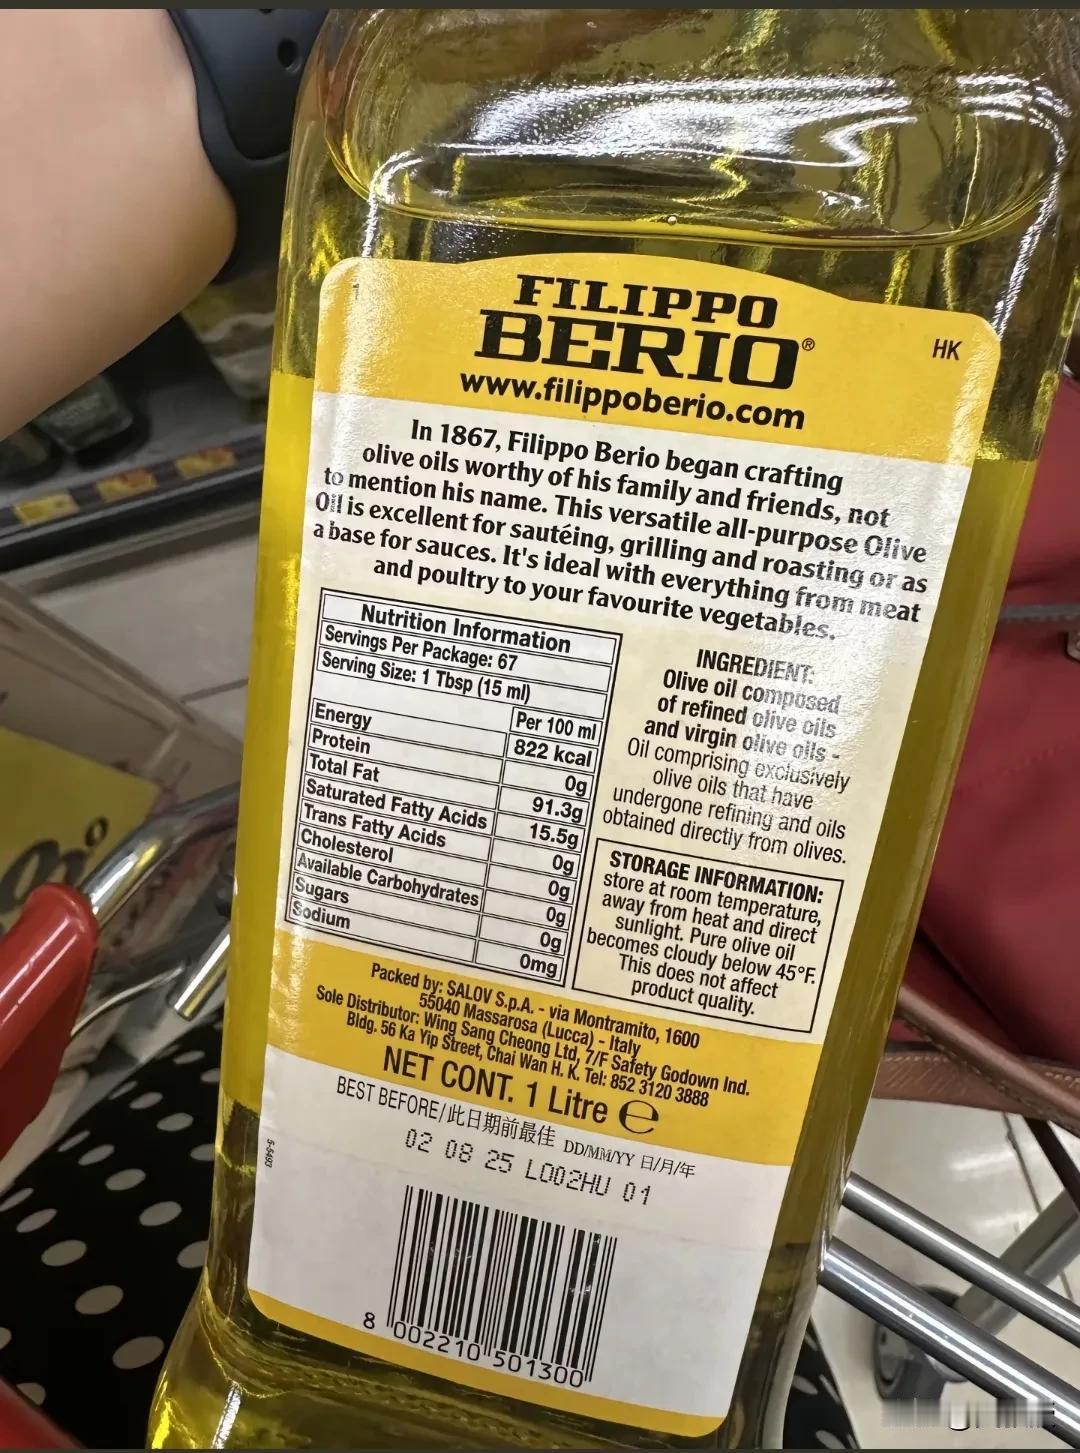 FILIPPO
BERIO®
HK
www.filippoberio.com
In 1867, Filippo Berio began crafting
olive oils worthy of his family and friends, not
to mention his name. This versatile all-purpose Olive
Oil is excellent for sautéing, grilling and roasting or as
a base for sauces. It's ideal with everything from meat
and poultry to your favourite vegetables.
Nutrition Information
Servings Per Package: 67
Serving Size: 1 Tbsp (15 ml)
Per 100 ml
Energy 822 kcal
Protein 0g
Total Fat 91.3g
Saturated Fatty Acids 15.5g
Trans Fatty Acids 0g
Cholesterol 0g
Available Carbohydrates 0g
Sugars 0g
Sodium 0mg
INGREDIENT:
Olive oil composed
of refined olive oils
and virgin olive oils -
Oil comprising exclusively
olive oils that have
undergone refining and oils
obtained directly from olives.
STORAGE INFORMATION:
store at room temperature,
away from heat and direct
sunlight. Pure olive oil
becomes cloudy below 45°F.
This does not affect
product quality.
Packed by: SALOV S.p.A. - via Montramito, 1600
55040 Massarosa (Lucca) - Italy
Sole Distributor: Wing Sang Cheong Ltd, 7/F Safety Godown Ind.
Bldg. 56 Ka Yip Street, Chai Wan H. K. Tel: 852 3120 3888
NET CONT. 1 Litre ℮
BEST BEFORE/此日期前最佳 DD/MM/YY 日/月/年
02 08 25 L002HU 01
5-5493
8 002210 501300